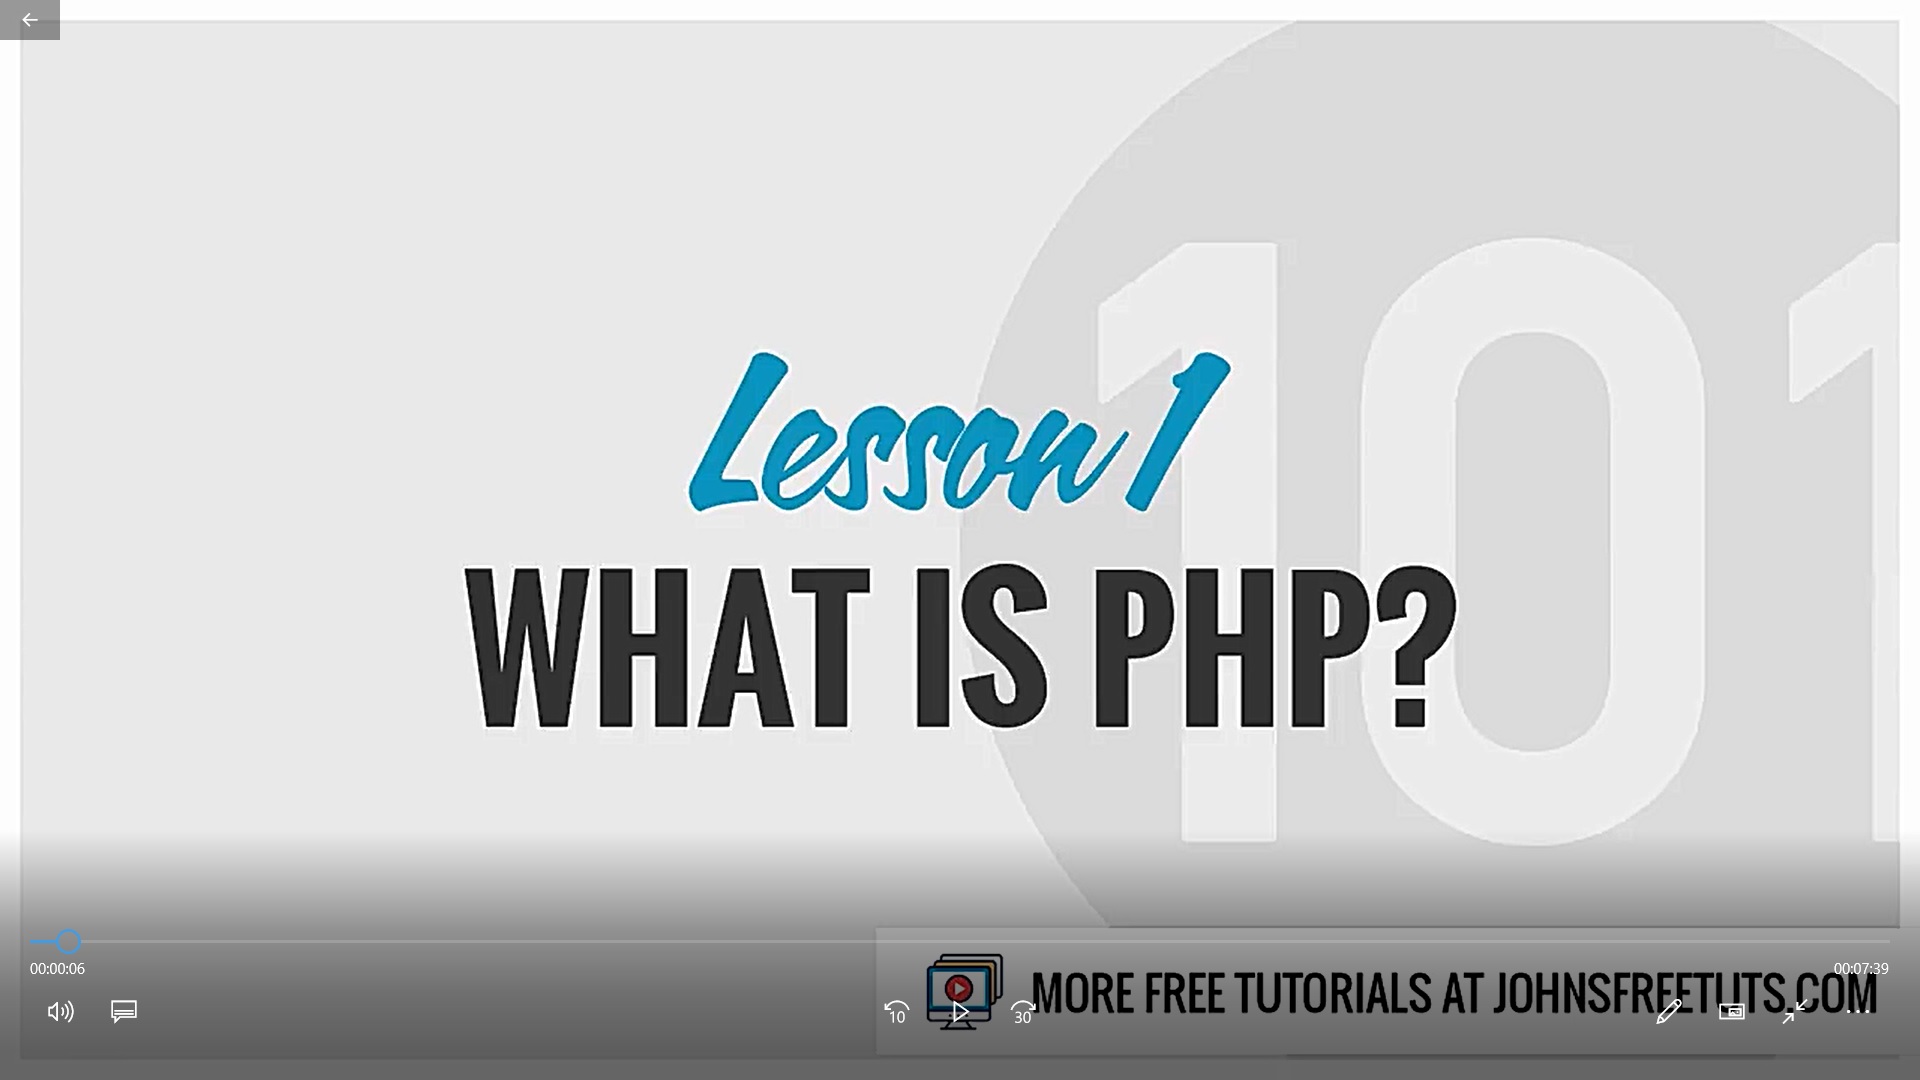 Lesson 1
WHAT IS PHP?
00:00:06
00:07:39
MORE FREE TUTORIALS AT JOHNSFREETUTS.COM
10
30
101